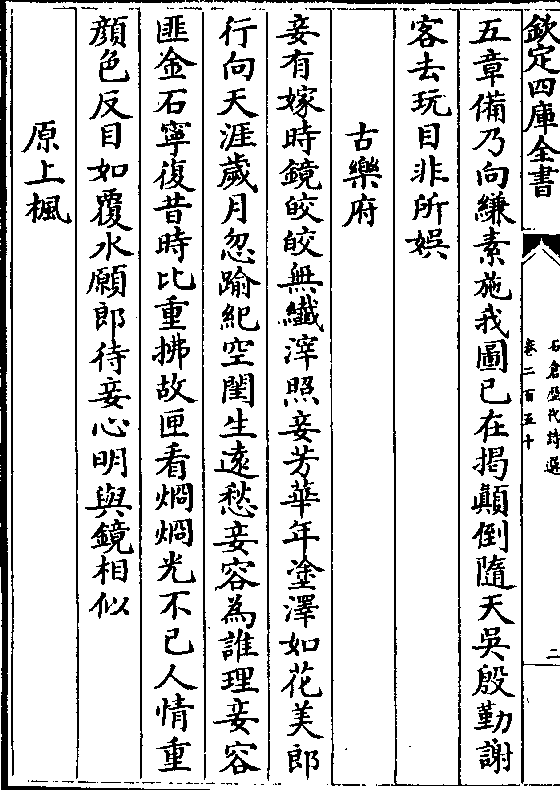 欽定四庫全書
石倉歷代詩選
卷二百五十
二
五章備乃向縑素施我圖已在揭顛倒隨天吳殷勤謝
客去玩目非所娛
古樂府
妾有嫁時鏡皎皎無纖滓照妾芳華年塗澤如花美郎
行向天涯歲月忽踰紀空閨生遠愁妾容為誰理妾容
匪金石寧復昔時比重拂故匣看烱烱光不已人情重
顔色反目如覆水願郎待妾心明與鏡相似
原上楓